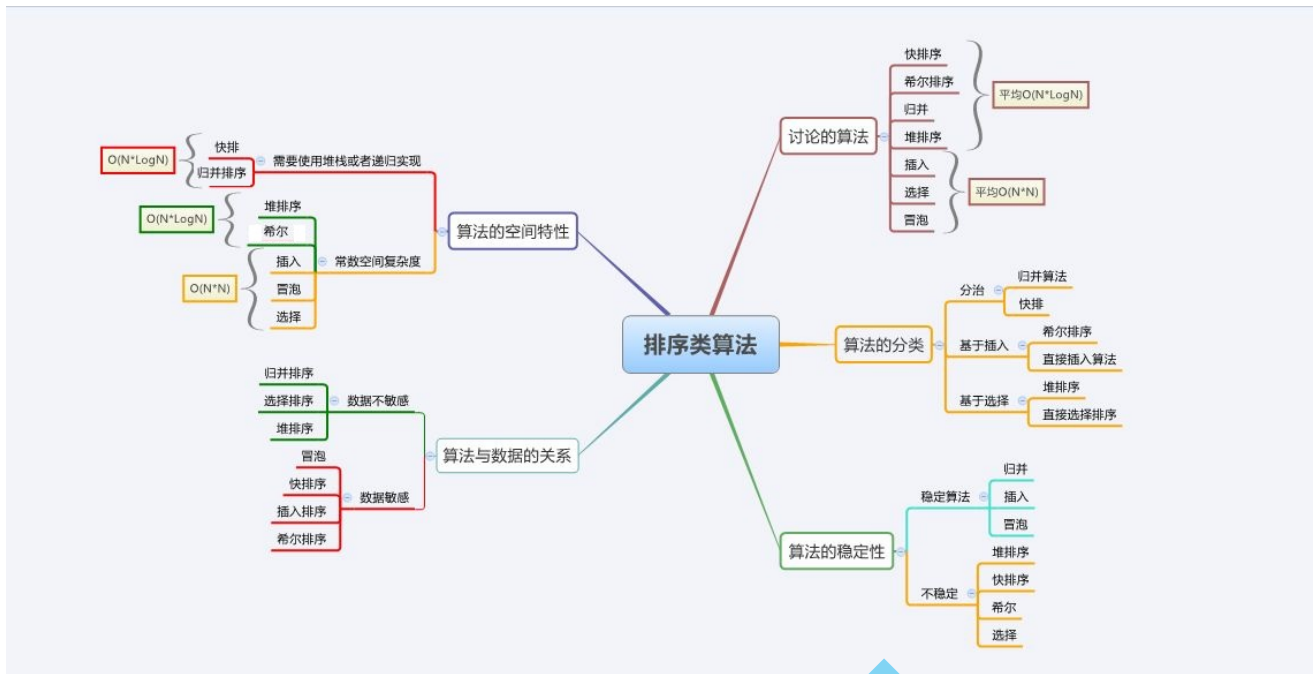 排序类算法
讨论的算法
快排序
希尔排序
归并
堆排序
插入
选择
冒泡
平均O(N*LogN)
平均O(N*N)
算法的分类
分治
归并算法
快排
基于插入
希尔排序
直接插入算法
基于选择
堆排序
直接选择排序
算法的稳定性
稳定算法
归并
插入
冒泡
不稳定
堆排序
快排序
希尔
选择
算法的空间特性
需要使用堆栈或者递归实现
快排
归并排序
O(N*LogN)
常数空间复杂度
堆排序
希尔
插入
冒泡
选择
O(N*LogN)
O(N*N)
算法与数据的关系
数据不敏感
归并排序
选择排序
堆排序
数据敏感
冒泡
快排序
插入排序
希尔排序